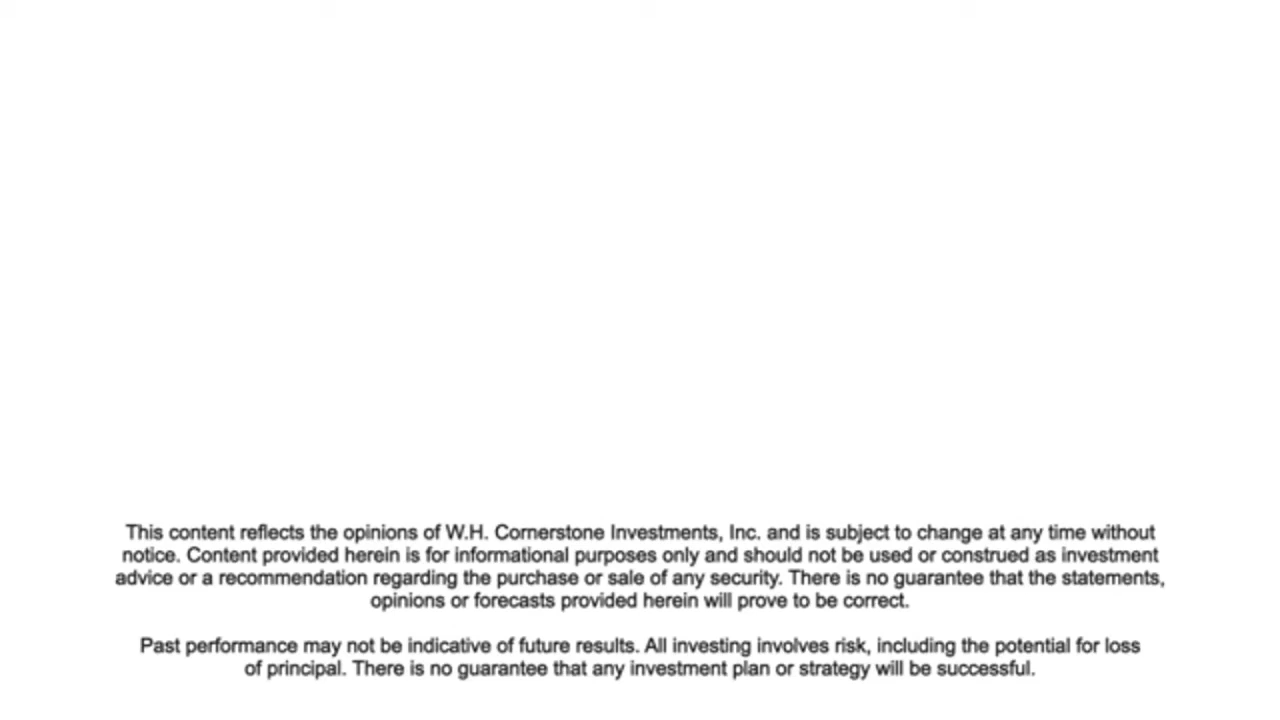 This content reflects the opinions of W.H. Cornerstone Investments, Inc. and is subject to change at any time without
notice. Content provided herein is for informational purposes only and should not be used or construed as investment
advice or a recommendation regarding the purchase or sale of any security. There is no guarantee that the statements,
opinions or forecasts provided herein will prove to be correct.
Past performance may not be indicative of future results. All investing involves risk, including the potential for loss
of principal. There is no guarantee that any investment plan or strategy will be successful.